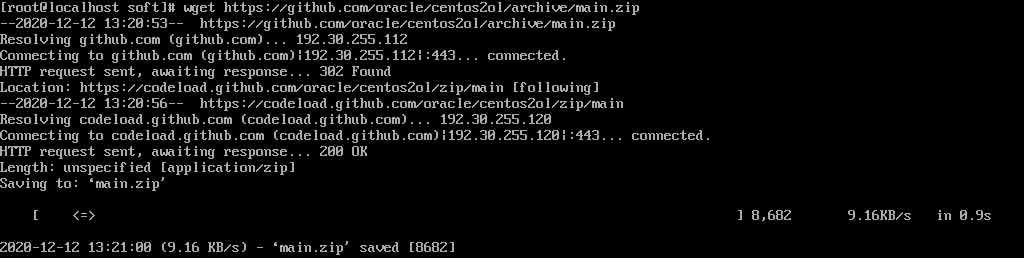 [root@localhost soft]# wget https://github.com/oracle/centos2ol/archive/main.zip
--2020-12-12 13:20:53--  https://github.com/oracle/centos2ol/archive/main.zip
Resolving github.com (github.com)... 192.30.255.112
Connecting to github.com (github.com)|192.30.255.112|:443... connected.
HTTP request sent, awaiting response... 302 Found
Location: https://codeload.github.com/oracle/centos2ol/zip/main [following]
--2020-12-12 13:20:56--  https://codeload.github.com/oracle/centos2ol/zip/main
Resolving codeload.github.com (codeload.github.com)... 192.30.255.120
Connecting to codeload.github.com (codeload.github.com)|192.30.255.120|:443... connected.
HTTP request sent, awaiting response... 200 OK
Length: unspecified [application/zip]
Saving to: ‘main.zip’
[    <=>    ] 8,682    9.16KB/s   in 0.9s
2020-12-12 13:21:00 (9.16 KB/s) - ‘main.zip’ saved [8682]